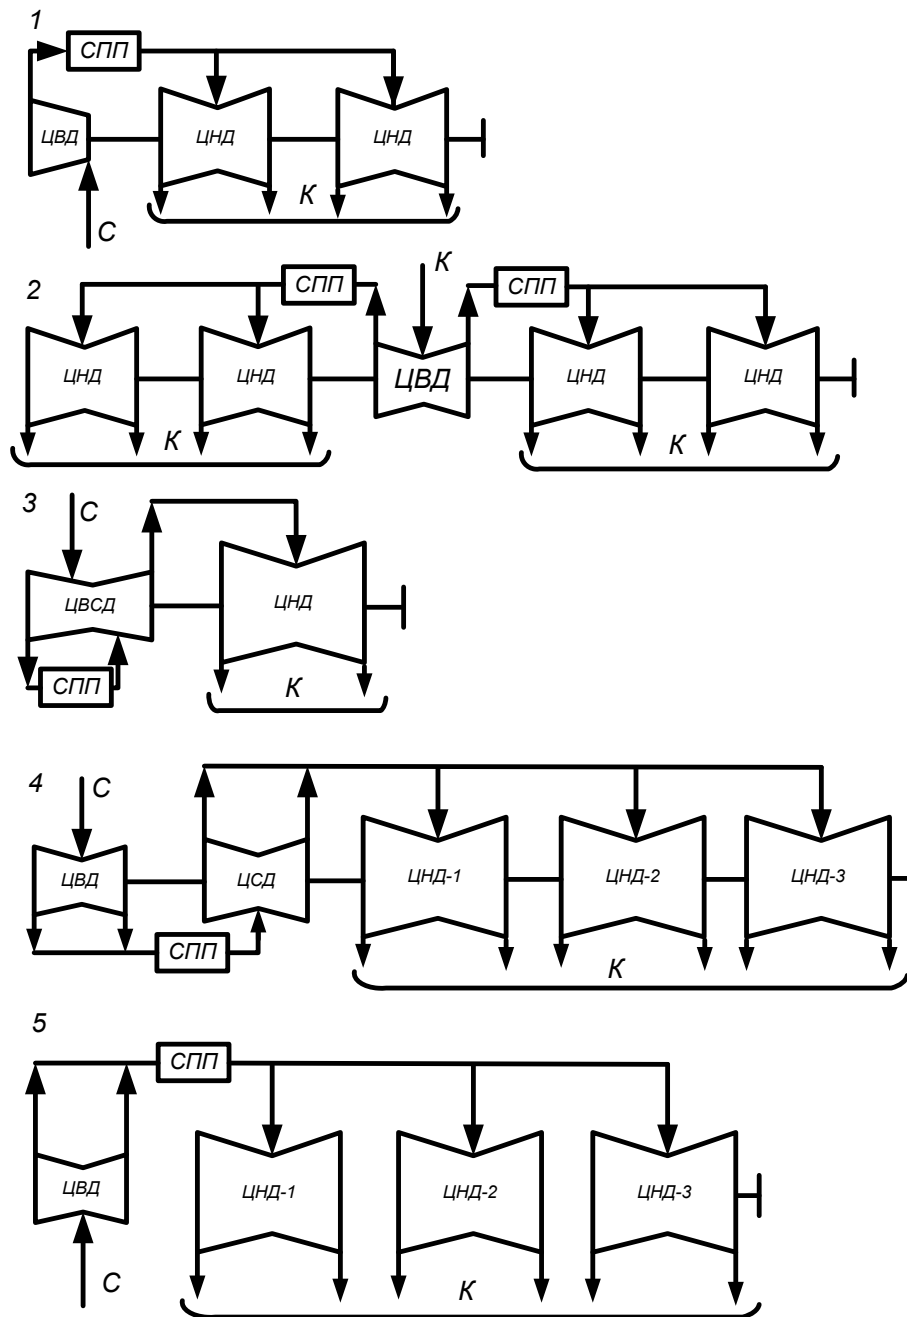 1
СПП
ЦВД ЦНД ЦНД
К
С
2 СПП К СПП
ЦНД ЦНД ЦВД ЦНД ЦНД
К К
3 С
ЦВСД ЦНД
СПП К
4 С
ЦВД ЦСД ЦНД-1 ЦНД-2 ЦНД-3
СПП К
5
СПП
ЦВД ЦНД-1 ЦНД-2 ЦНД-3
С К